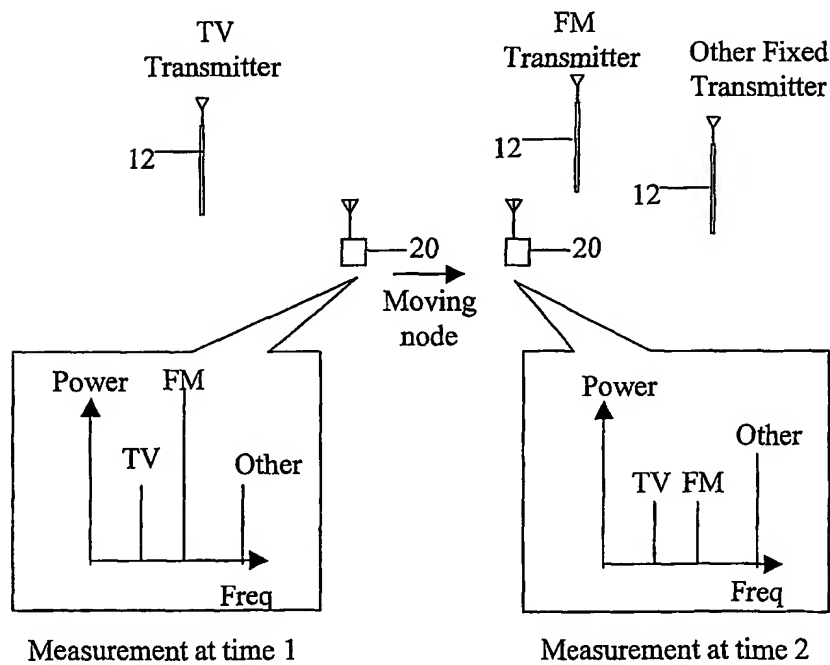 TV
Transmitter
FM
Transmitter
Other Fixed
Transmitter
12
12
12
20
20
Moving
node
Power
FM
TV
Other
Freq
Power
Other
TV FM
Freq
Measurement at time 1
Measurement at time 2